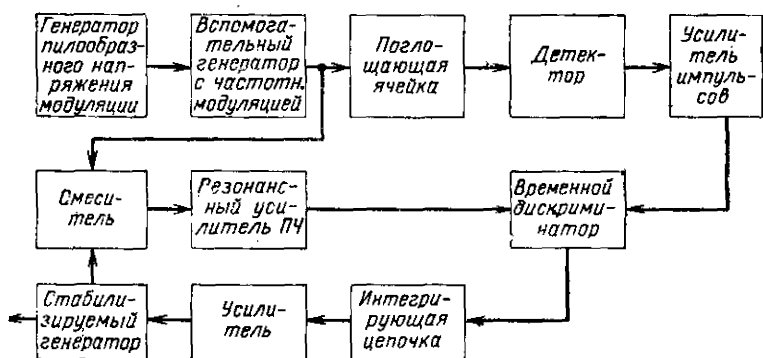 Генератор
пилообраз-
ного нап-
ряжения
модуляции
Вспомога-
тельный
генератор
с частотн.
модуляцией
Погло-
щающая
ячейка
Детек-
тор
Усили-
тель
импуль-
сов
Смеси-
тель
Резонанс-
ный уси-
литель ПЧ
Временной
дискрими-
натор
Стабили-
зируемый
генератор
Усили-
тель
Интегри-
рующая
цепочка